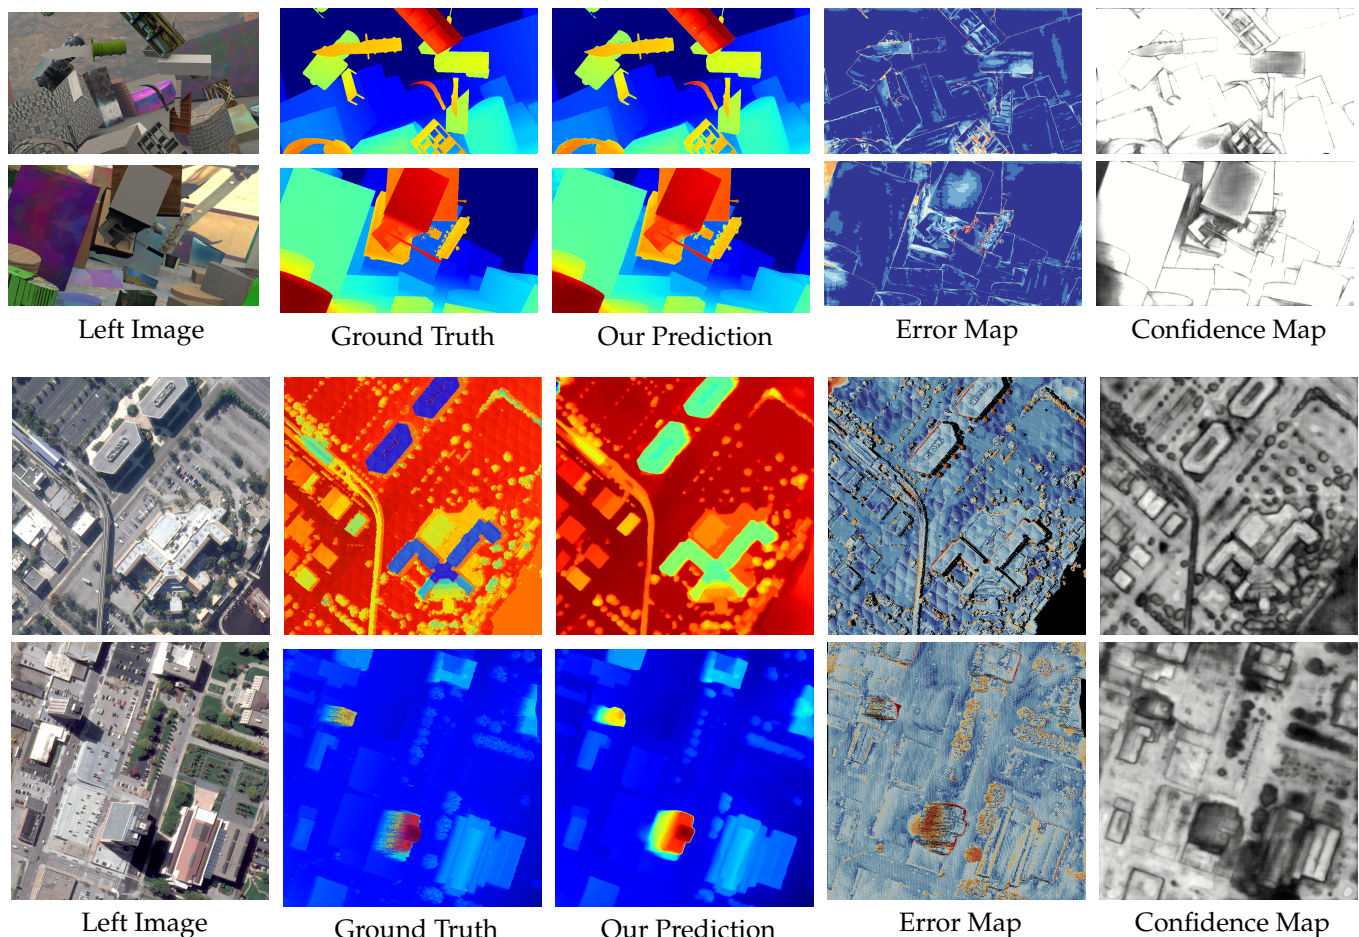 Left Image
Ground Truth
Our Prediction
Error Map
Confidence Map
Left Image
Ground Truth
Our Prediction
Error Map
Confidence Map